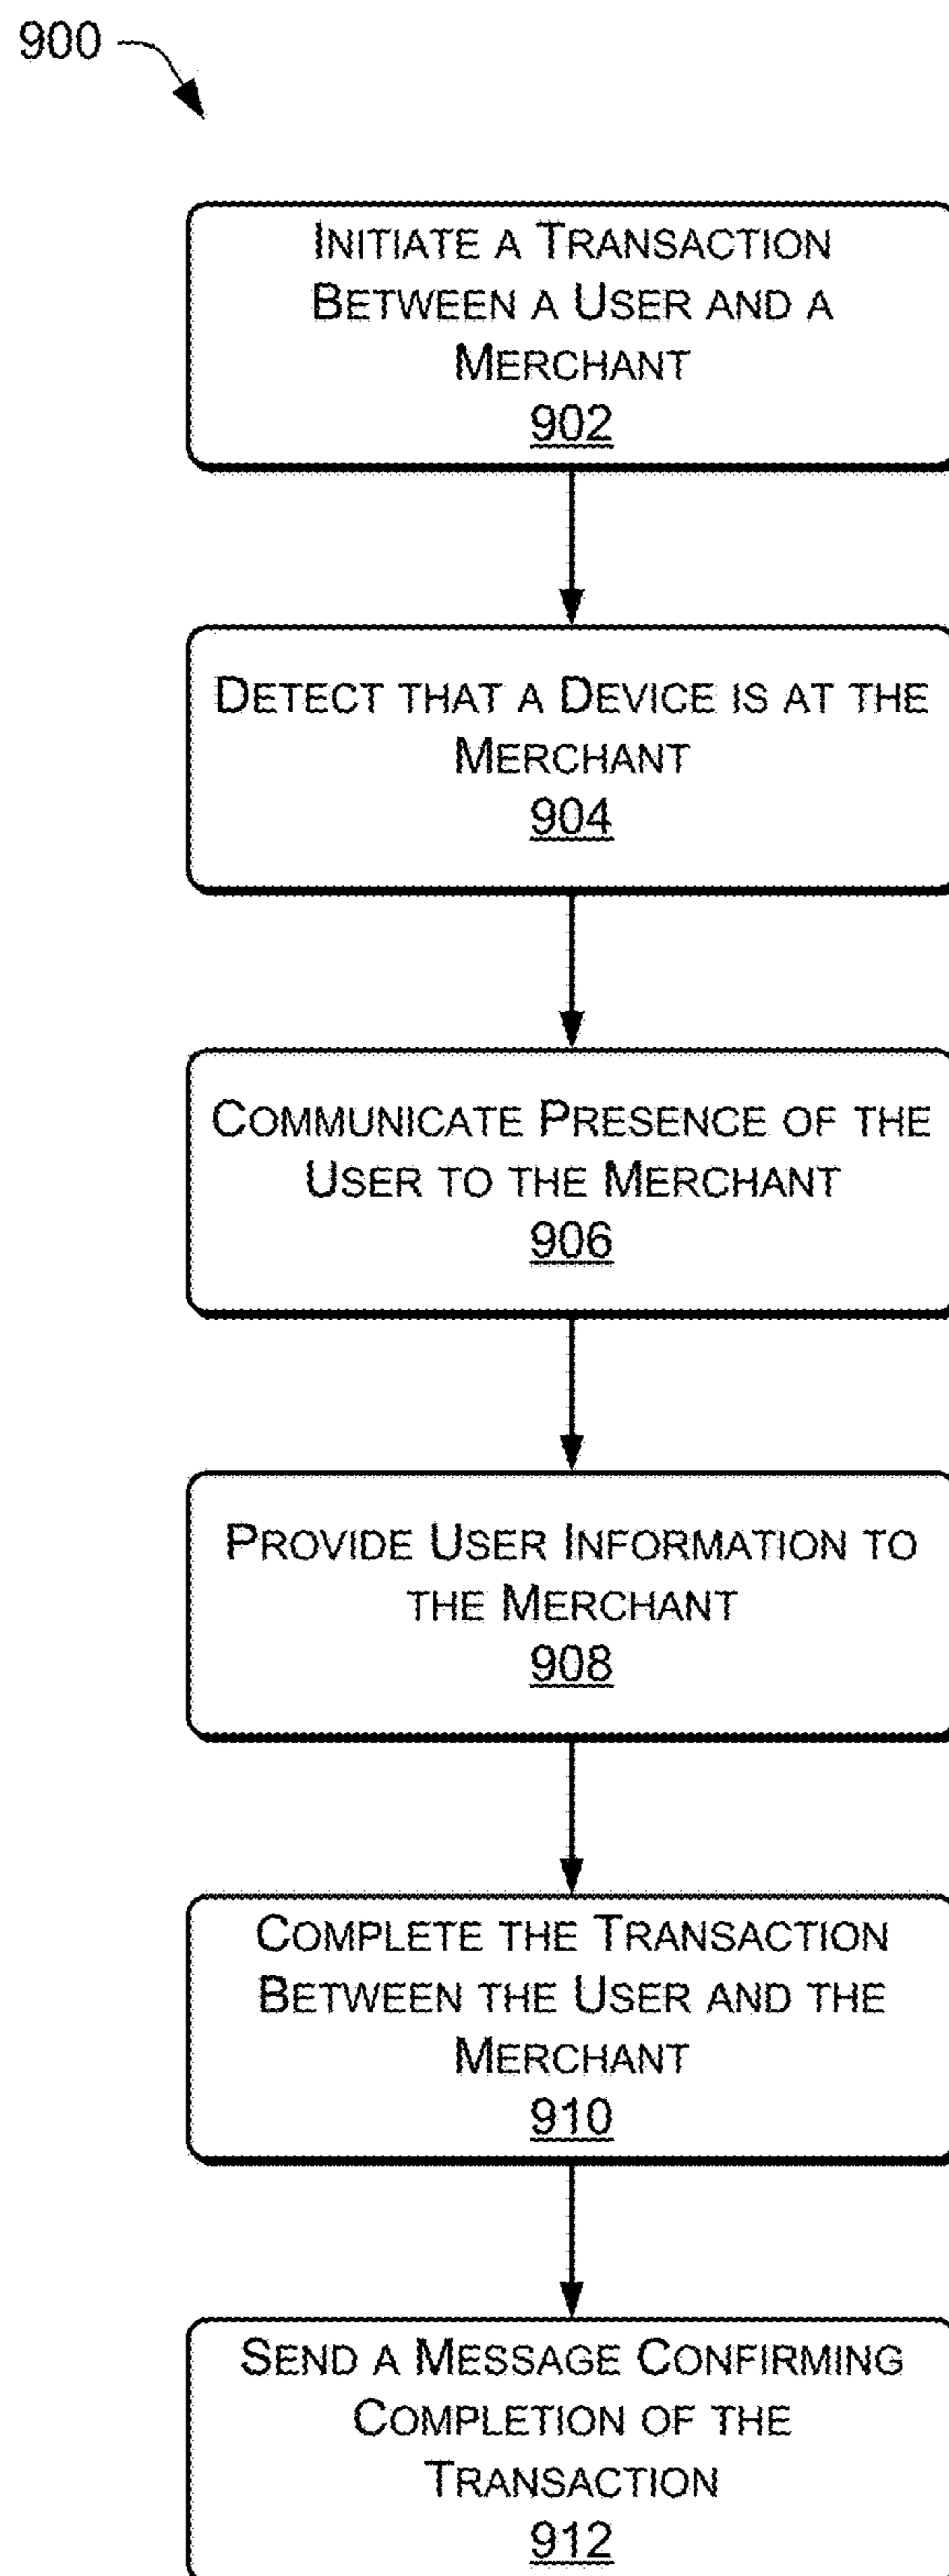 900
INITIATE A TRANSACTION
BETWEEN A USER AND A
MERCHANT
902
DETECT THAT A DEVICE IS AT THE
MERCHANT
904
COMMUNICATE PRESENCE OF THE
USER TO THE MERCHANT
906
PROVIDE USER INFORMATION TO
THE MERCHANT
908
COMPLETE THE TRANSACTION
BETWEEN THE USER AND THE
MERCHANT
910
SEND A MESSAGE CONFIRMING
COMPLETION OF THE
TRANSACTION
912